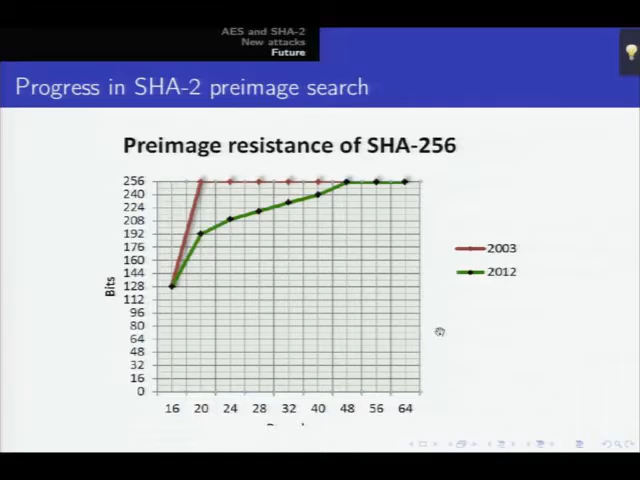 AES and SHA-2
New attacks
Future
Progress in SHA-2 preimage search
Preimage resistance of SHA-256
256
240
224
208
192
176
160
144
128
112
96
80
64
48
32
16
0
Bits
16 20 24 28 32 40 48 56 64
2003
2012